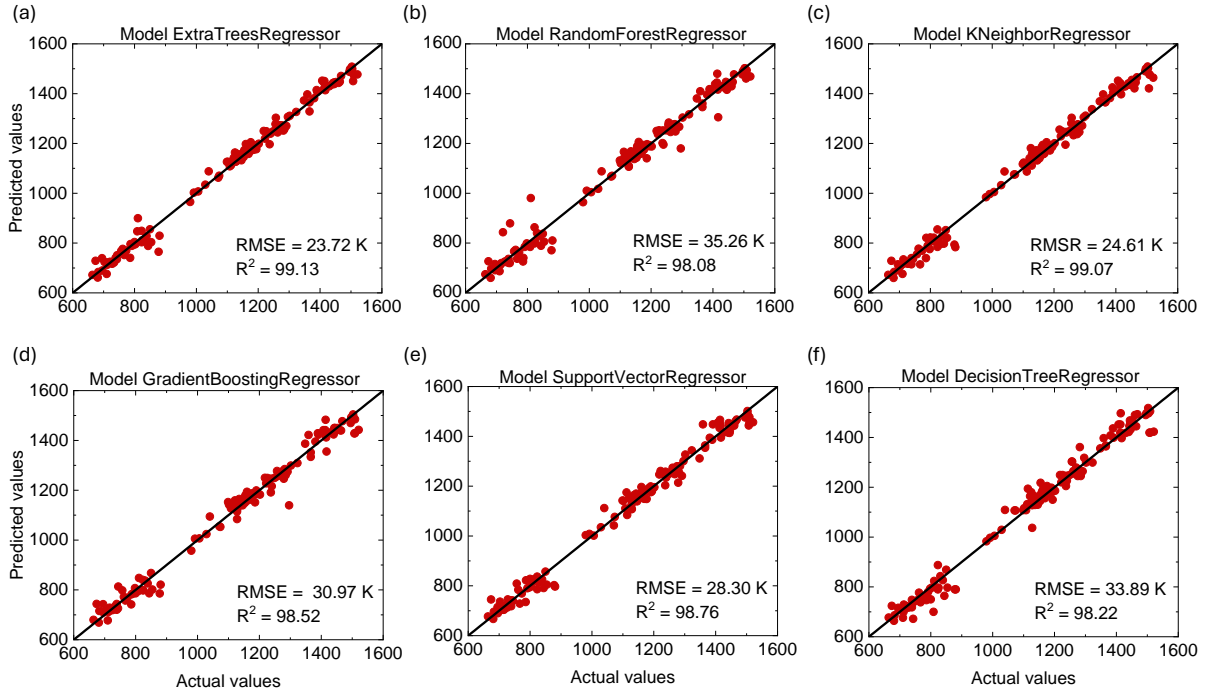 (a)
Model ExtraTreesRegressor
1600
1400
1200
1000
800
600
600 800 1000 1200 1400 1600
Predicted values
RMSE = 23.72 K
R² = 99.13
(b)
Model RandomForestRegressor
1600
1400
1200
1000
800
600
600 800 1000 1200 1400 1600
RMSE = 35.26 K
R² = 98.08
(c)
Model KNeighborRegressor
1600
1400
1200
1000
800
600
600 800 1000 1200 1400 1600
RMSR = 24.61 K
R² = 99.07
(d)
Model GradientBoostingRegressor
1600
1400
1200
1000
800
600
600 800 1000 1200 1400 1600
Predicted values
Actual values
RMSE = 30.97 K
R² = 98.52
(e)
Model SupportVectorRegressor
1600
1400
1200
1000
800
600
600 800 1000 1200 1400 1600
Actual values
RMSE = 28.30 K
R² = 98.76
(f)
Model DecisionTreeRegressor
1600
1400
1200
1000
800
600
600 800 1000 1200 1400 1600
Actual values
RMSE = 33.89 K
R² = 98.22